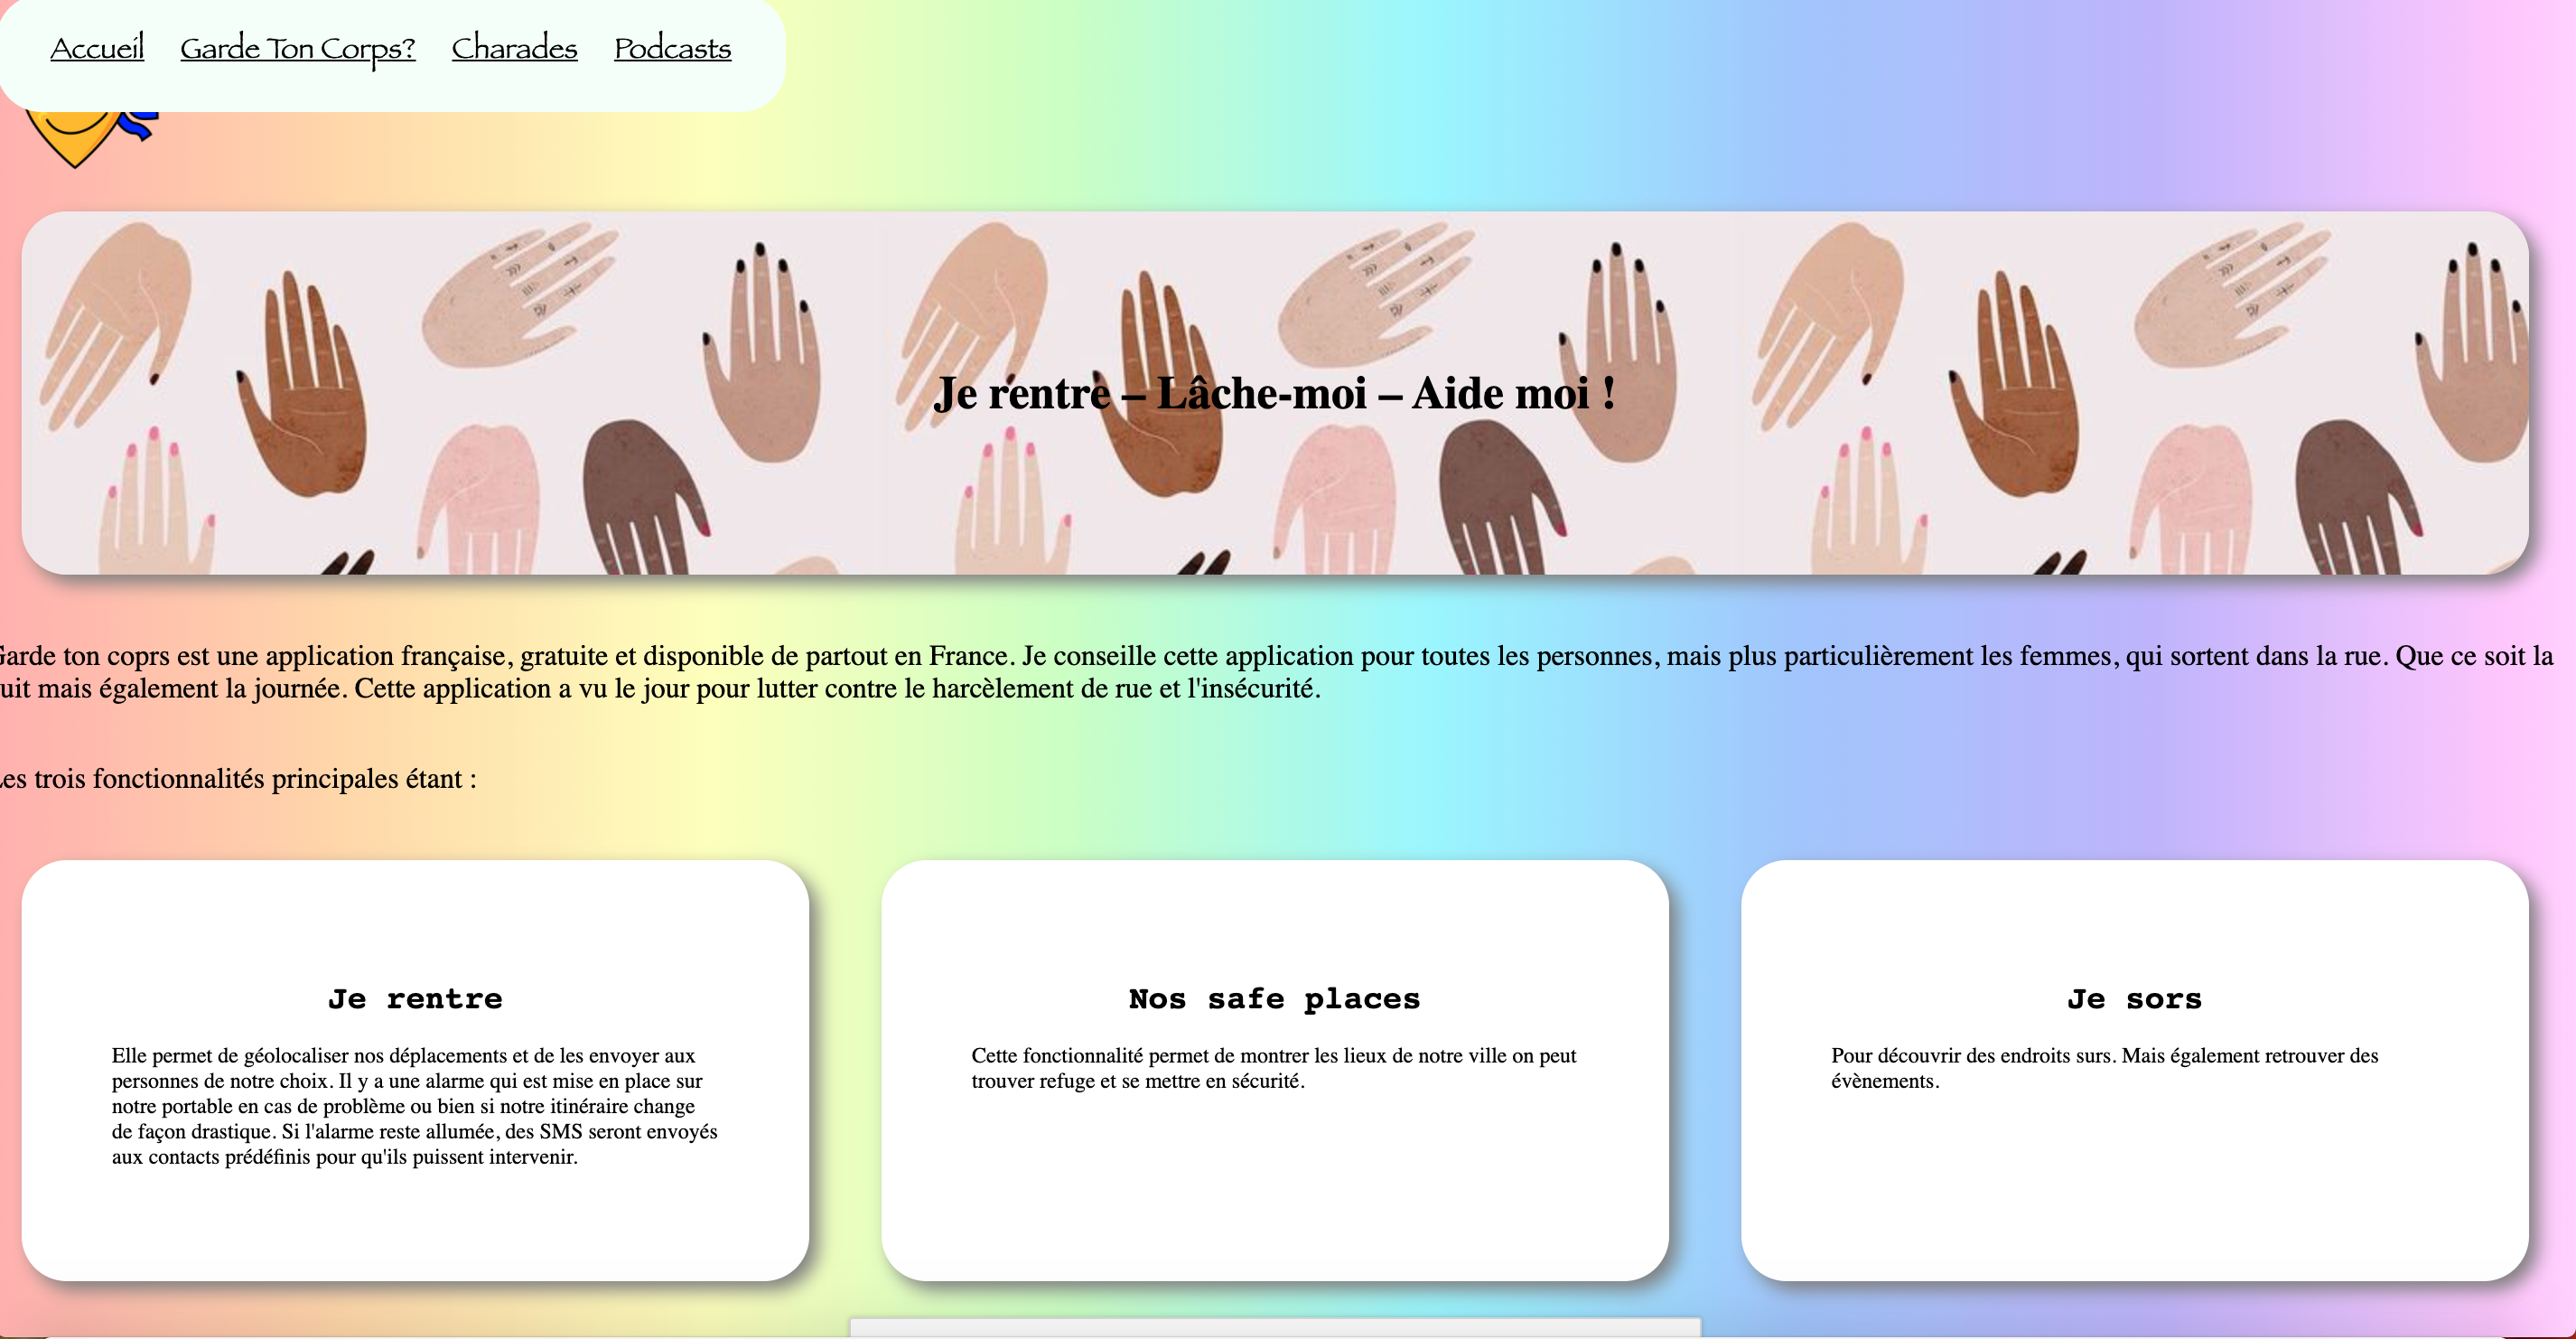 Accueil Garde Ton Corps? Charades Podcasts
Je rentre – Lâche-moi – Aide moi !
Garde ton coprs est une application française, gratuite et disponible de partout en France. Je conseille cette application pour toutes les personnes, mais plus particulièrement les femmes, qui sortent dans la rue. Que ce soit la
uit mais également la journée. Cette application a vu le jour pour lutter contre le harcèlement de rue et l'insécurité.
Les trois fonctionnalités principales étant :
Je rentre
Elle permet de géolocaliser nos déplacements et de les envoyer aux
personnes de notre choix. Il y a une alarme qui est mise en place sur
notre portable en cas de problème ou bien si notre itinéraire change
de façon drastique. Si l'alarme reste allumée, des SMS seront envoyés
aux contacts prédéfinis pour qu'ils puissent intervenir.
Nos safe places
Cette fonctionnalité permet de montrer les lieux de notre ville on peut
trouver refuge et se mettre en sécurité.
Je sors
Pour découvrir des endroits surs. Mais également retrouver des
évènements.